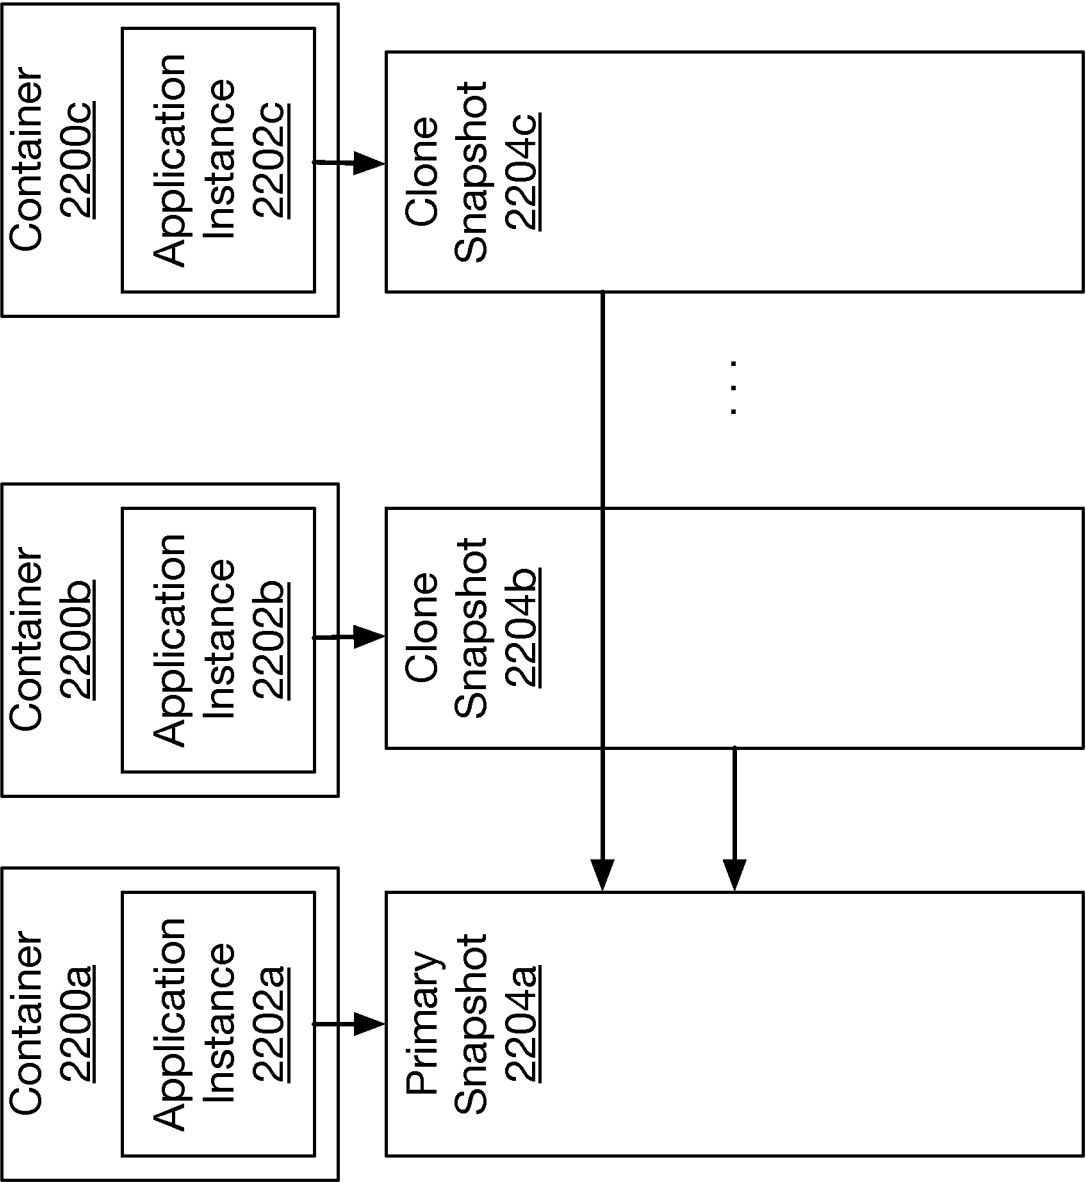 Container
2200a
Application
Instance
2202a
Primary
Snapshot
2204a
Container
2200b
Application
Instance
2202b
Clone
Snapshot
2204b
. . .
Container
2200c
Application
Instance
2202c
Clone
Snapshot
2204c